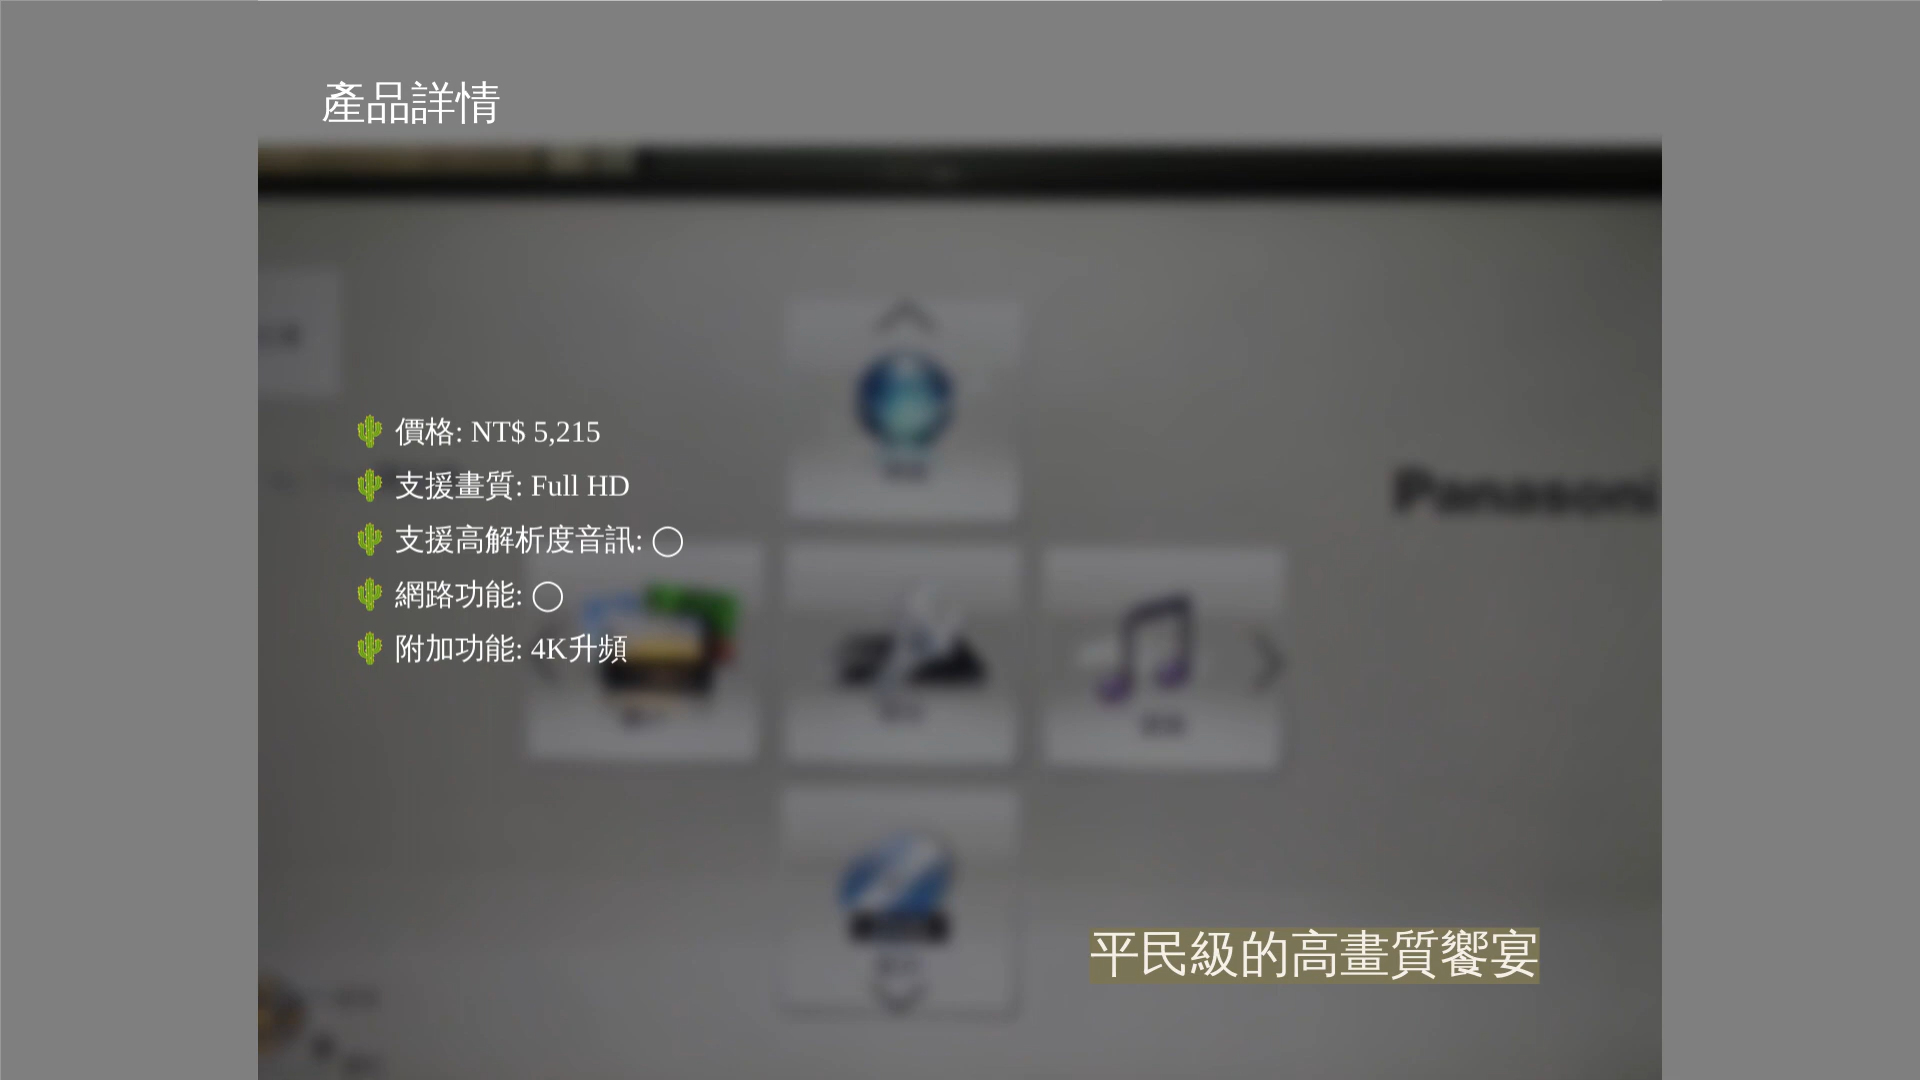 產品詳情
🌵 價格: NT$ 5,215
🌵 支援畫質: Full HD
🌵 支援高解析度音訊: ◯
🌵 網路功能: ◯
🌵 附加功能: 4K升頻
Panasoni
平民級的高畫質饗宴